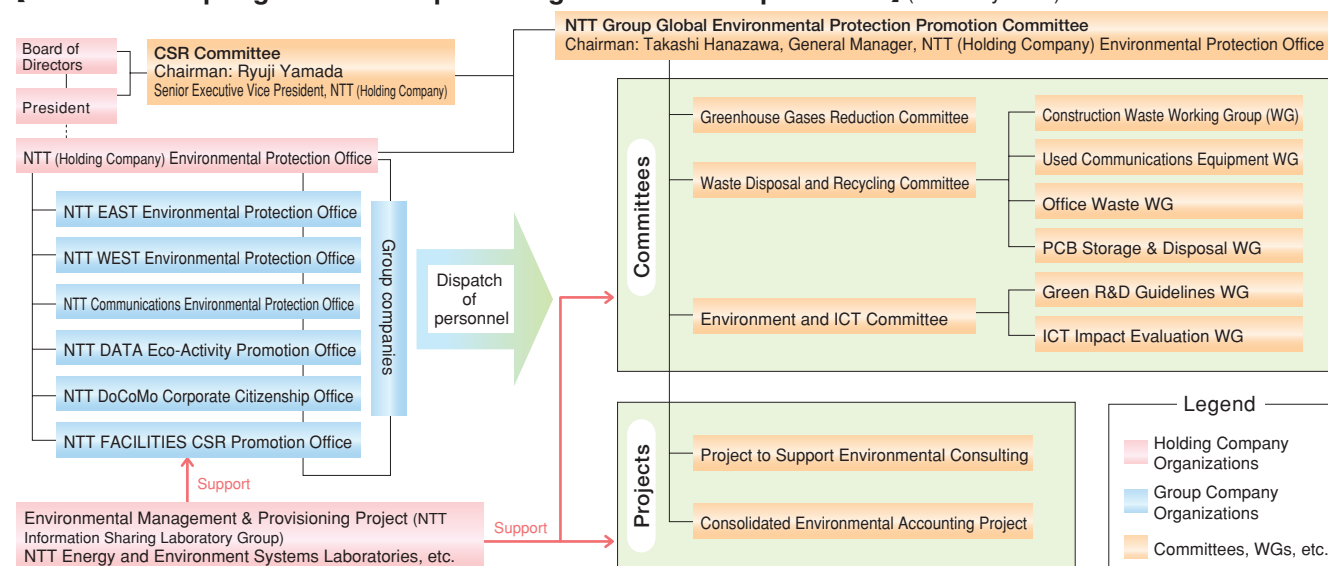 NTT Group Global Environmental Protection Promotion Committee
Chairman: Takashi Hanazawa, General Manager, NTT (Holding Company) Environmental Protection Office
Board of
Directors
CSR Committee
Chairman: Ryuji Yamada
Senior Executive Vice President, NTT (Holding Company)
President
NTT (Holding Company) Environmental Protection Office
NTT EAST Environmental Protection Office
NTT WEST Environmental Protection Office
NTT Communications Environmental Protection Office
NTT DATA Eco-Activity Promotion Office
NTT DoCoMo Corporate Citizenship Office
NTT FACILITIES CSR Promotion Office
Group companies
Dispatch
of
personnel
Support
Environmental Management & Provisioning Project (NTT
Information Sharing Laboratory Group)
NTT Energy and Environment Systems Laboratories, etc.
Support
Committees
Greenhouse Gases Reduction Committee
Waste Disposal and Recycling Committee
Environment and ICT Committee
Construction Waste Working Group (WG)
Used Communications Equipment WG
Office Waste WG
PCB Storage & Disposal WG
Green R&D Guidelines WG
ICT Impact Evaluation WG
Projects
Project to Support Environmental Consulting
Consolidated Environmental Accounting Project
Legend
Holding Company
Organizations
Group Company
Organizations
Committees, WGs, etc.